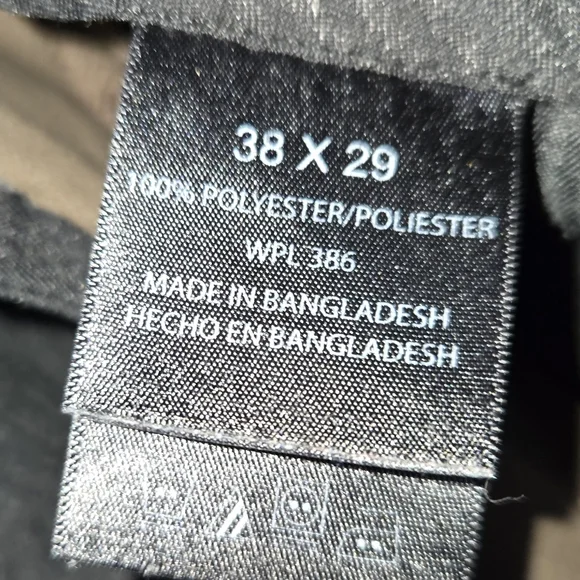 38 X 29
100% POLYESTER/POLIESTER
WPL 386
MADE IN BANGLADESH
HECHO EN BANGLADESH